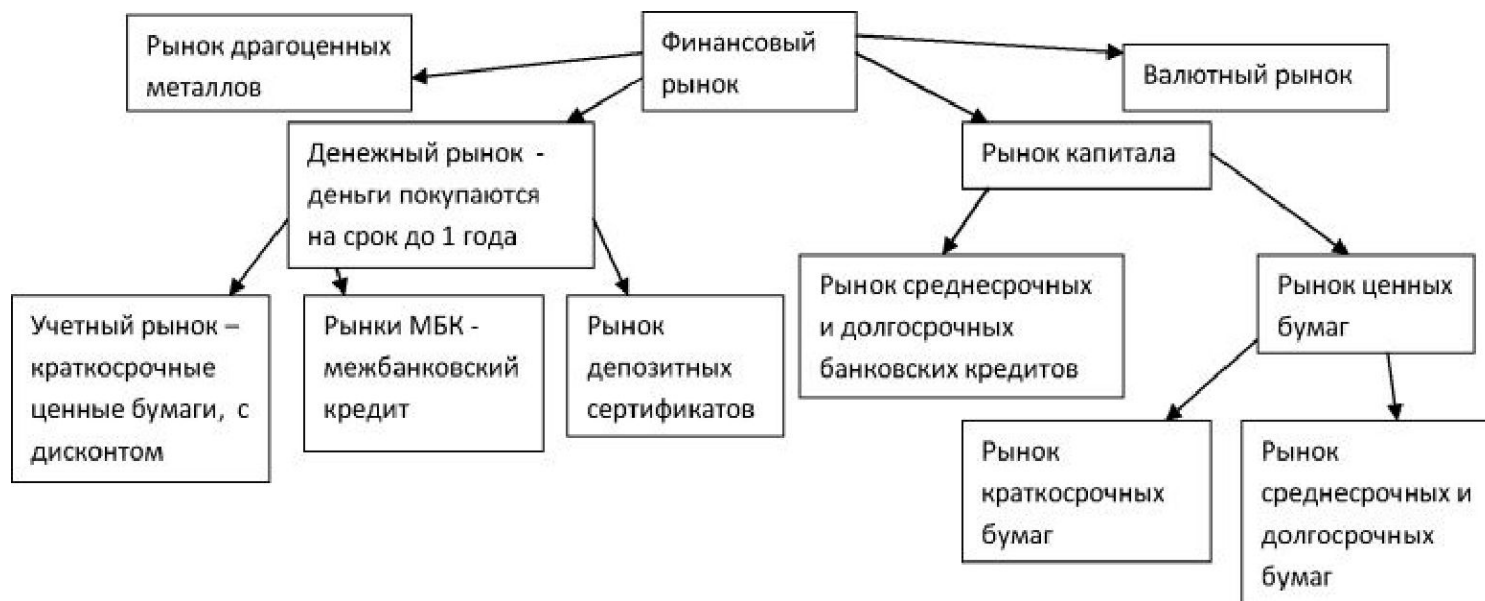 Рынок драгоценных
металлов
Финансовый
рынок
Валютный рынок
Денежный рынок -
деньги покупаются
на срок до 1 года
Рынок капитала
Учетный рынок –
краткосрочные
ценные бумаги, с
дисконтом
Рынки МБК -
межбанковский
кредит
Рынок
депозитных
сертификатов
Рынок среднесрочных
и долгосрочных
банковских кредитов
Рынок ценных
бумаг
Рынок
краткосрочных
бумаг
Рынок
среднесрочных и
долгосрочных
бумаг